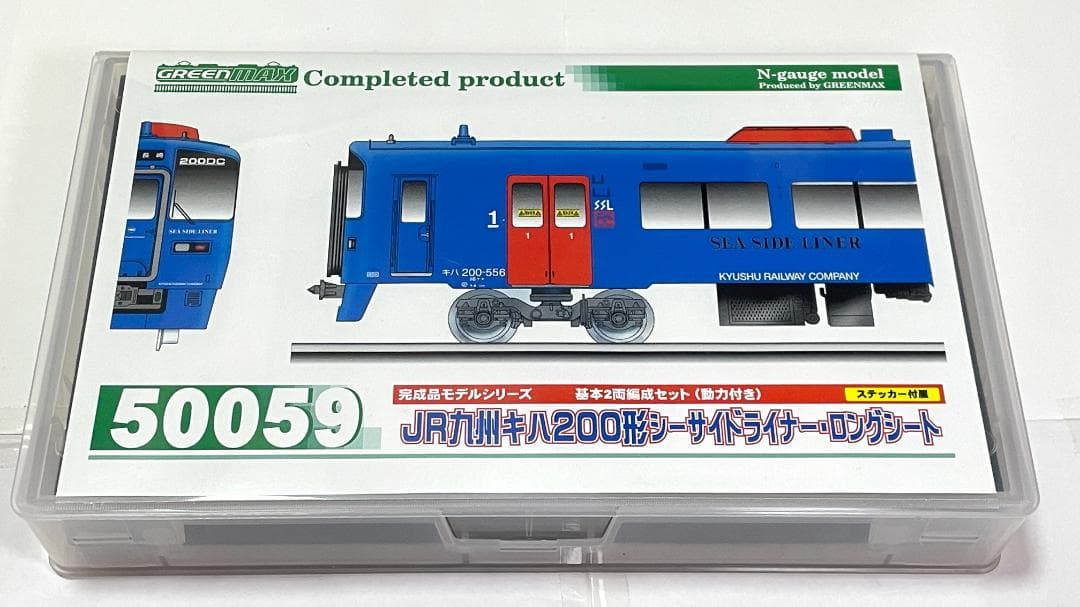 GREENMAX Completed product
N-gauge model
Produced by GREENMAX
長崎
200DC
SEA SIDE LINER
KYUSHU RAILWAY COMPANY
1
1
1
SSL
SEA SIDE LINER
キハ 200-556
KYUSHU RAILWAY COMPANY
50059
完成品モデルシリーズ 基本2両編成セット(動力付き) ステッカー付属
JR九州キハ200形シーサイドライナー・ロングシート